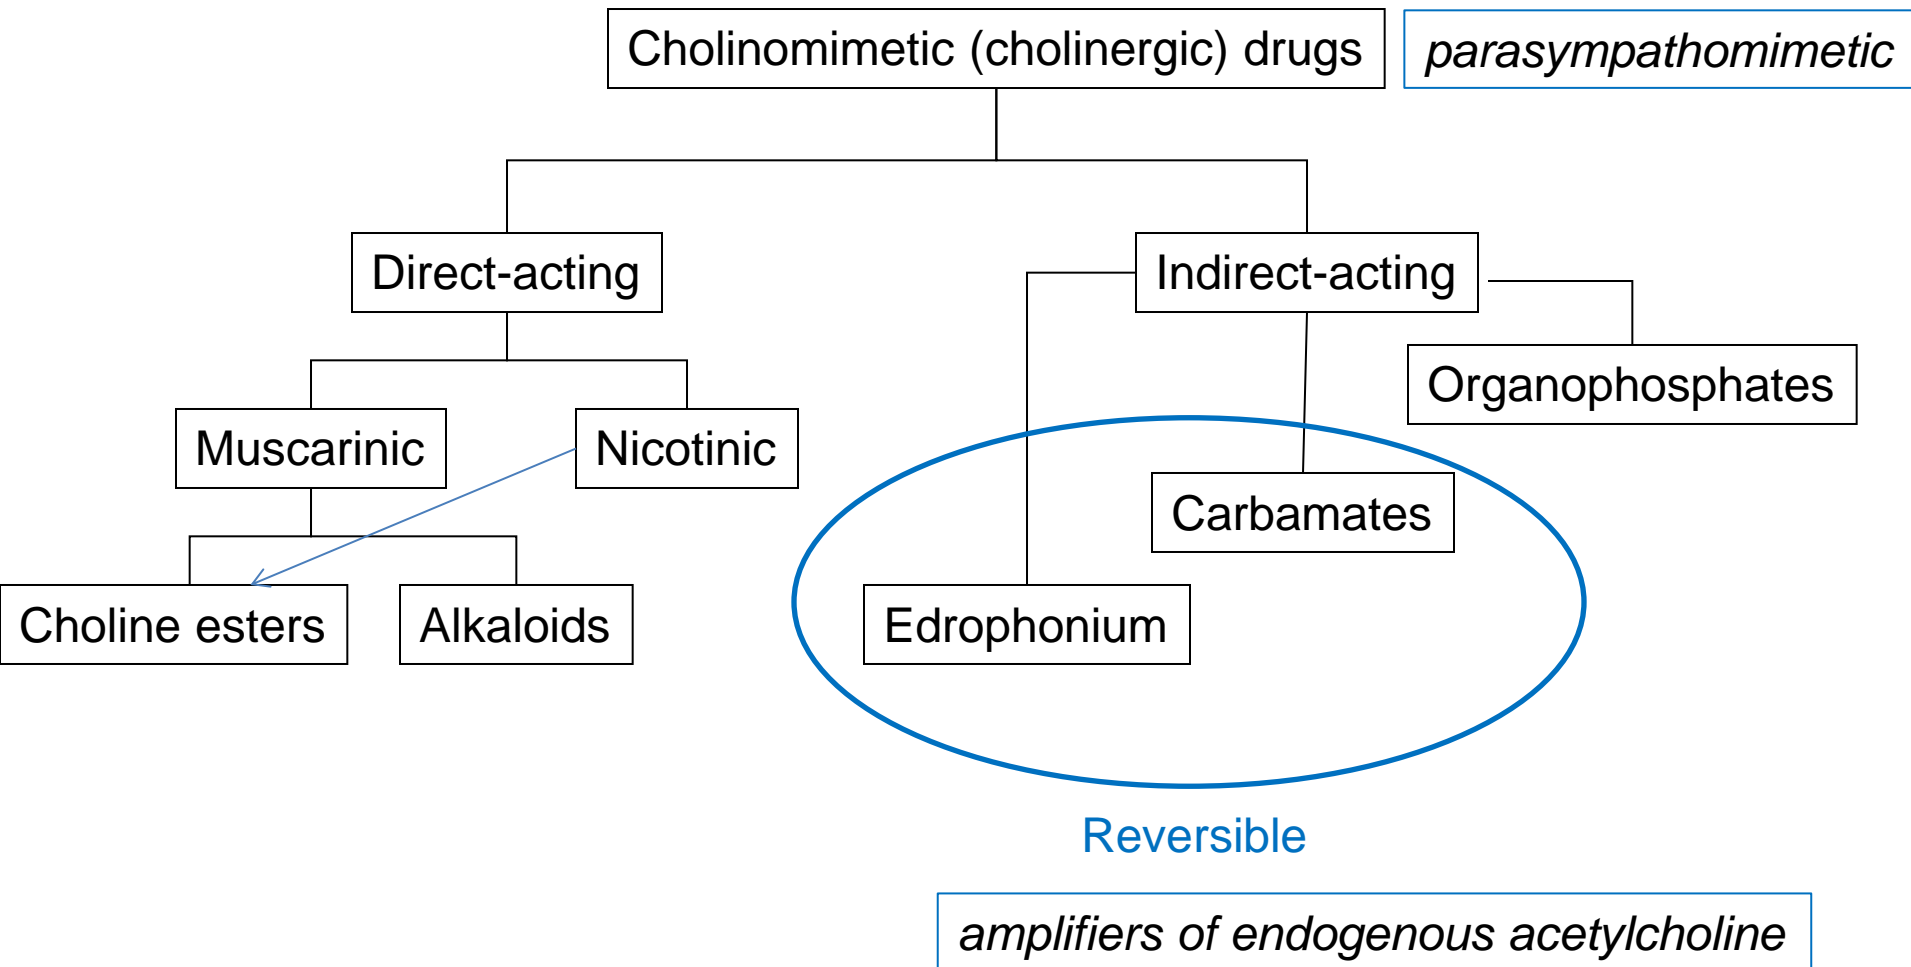 Cholinomimetic (cholinergic) drugs
parasympathomimetic
Direct-acting
Indirect-acting
Organophosphates
Muscarinic
Nicotinic
Carbamates
Choline esters
Alkaloids
Edrophonium
Reversible
amplifiers of endogenous acetylcholine